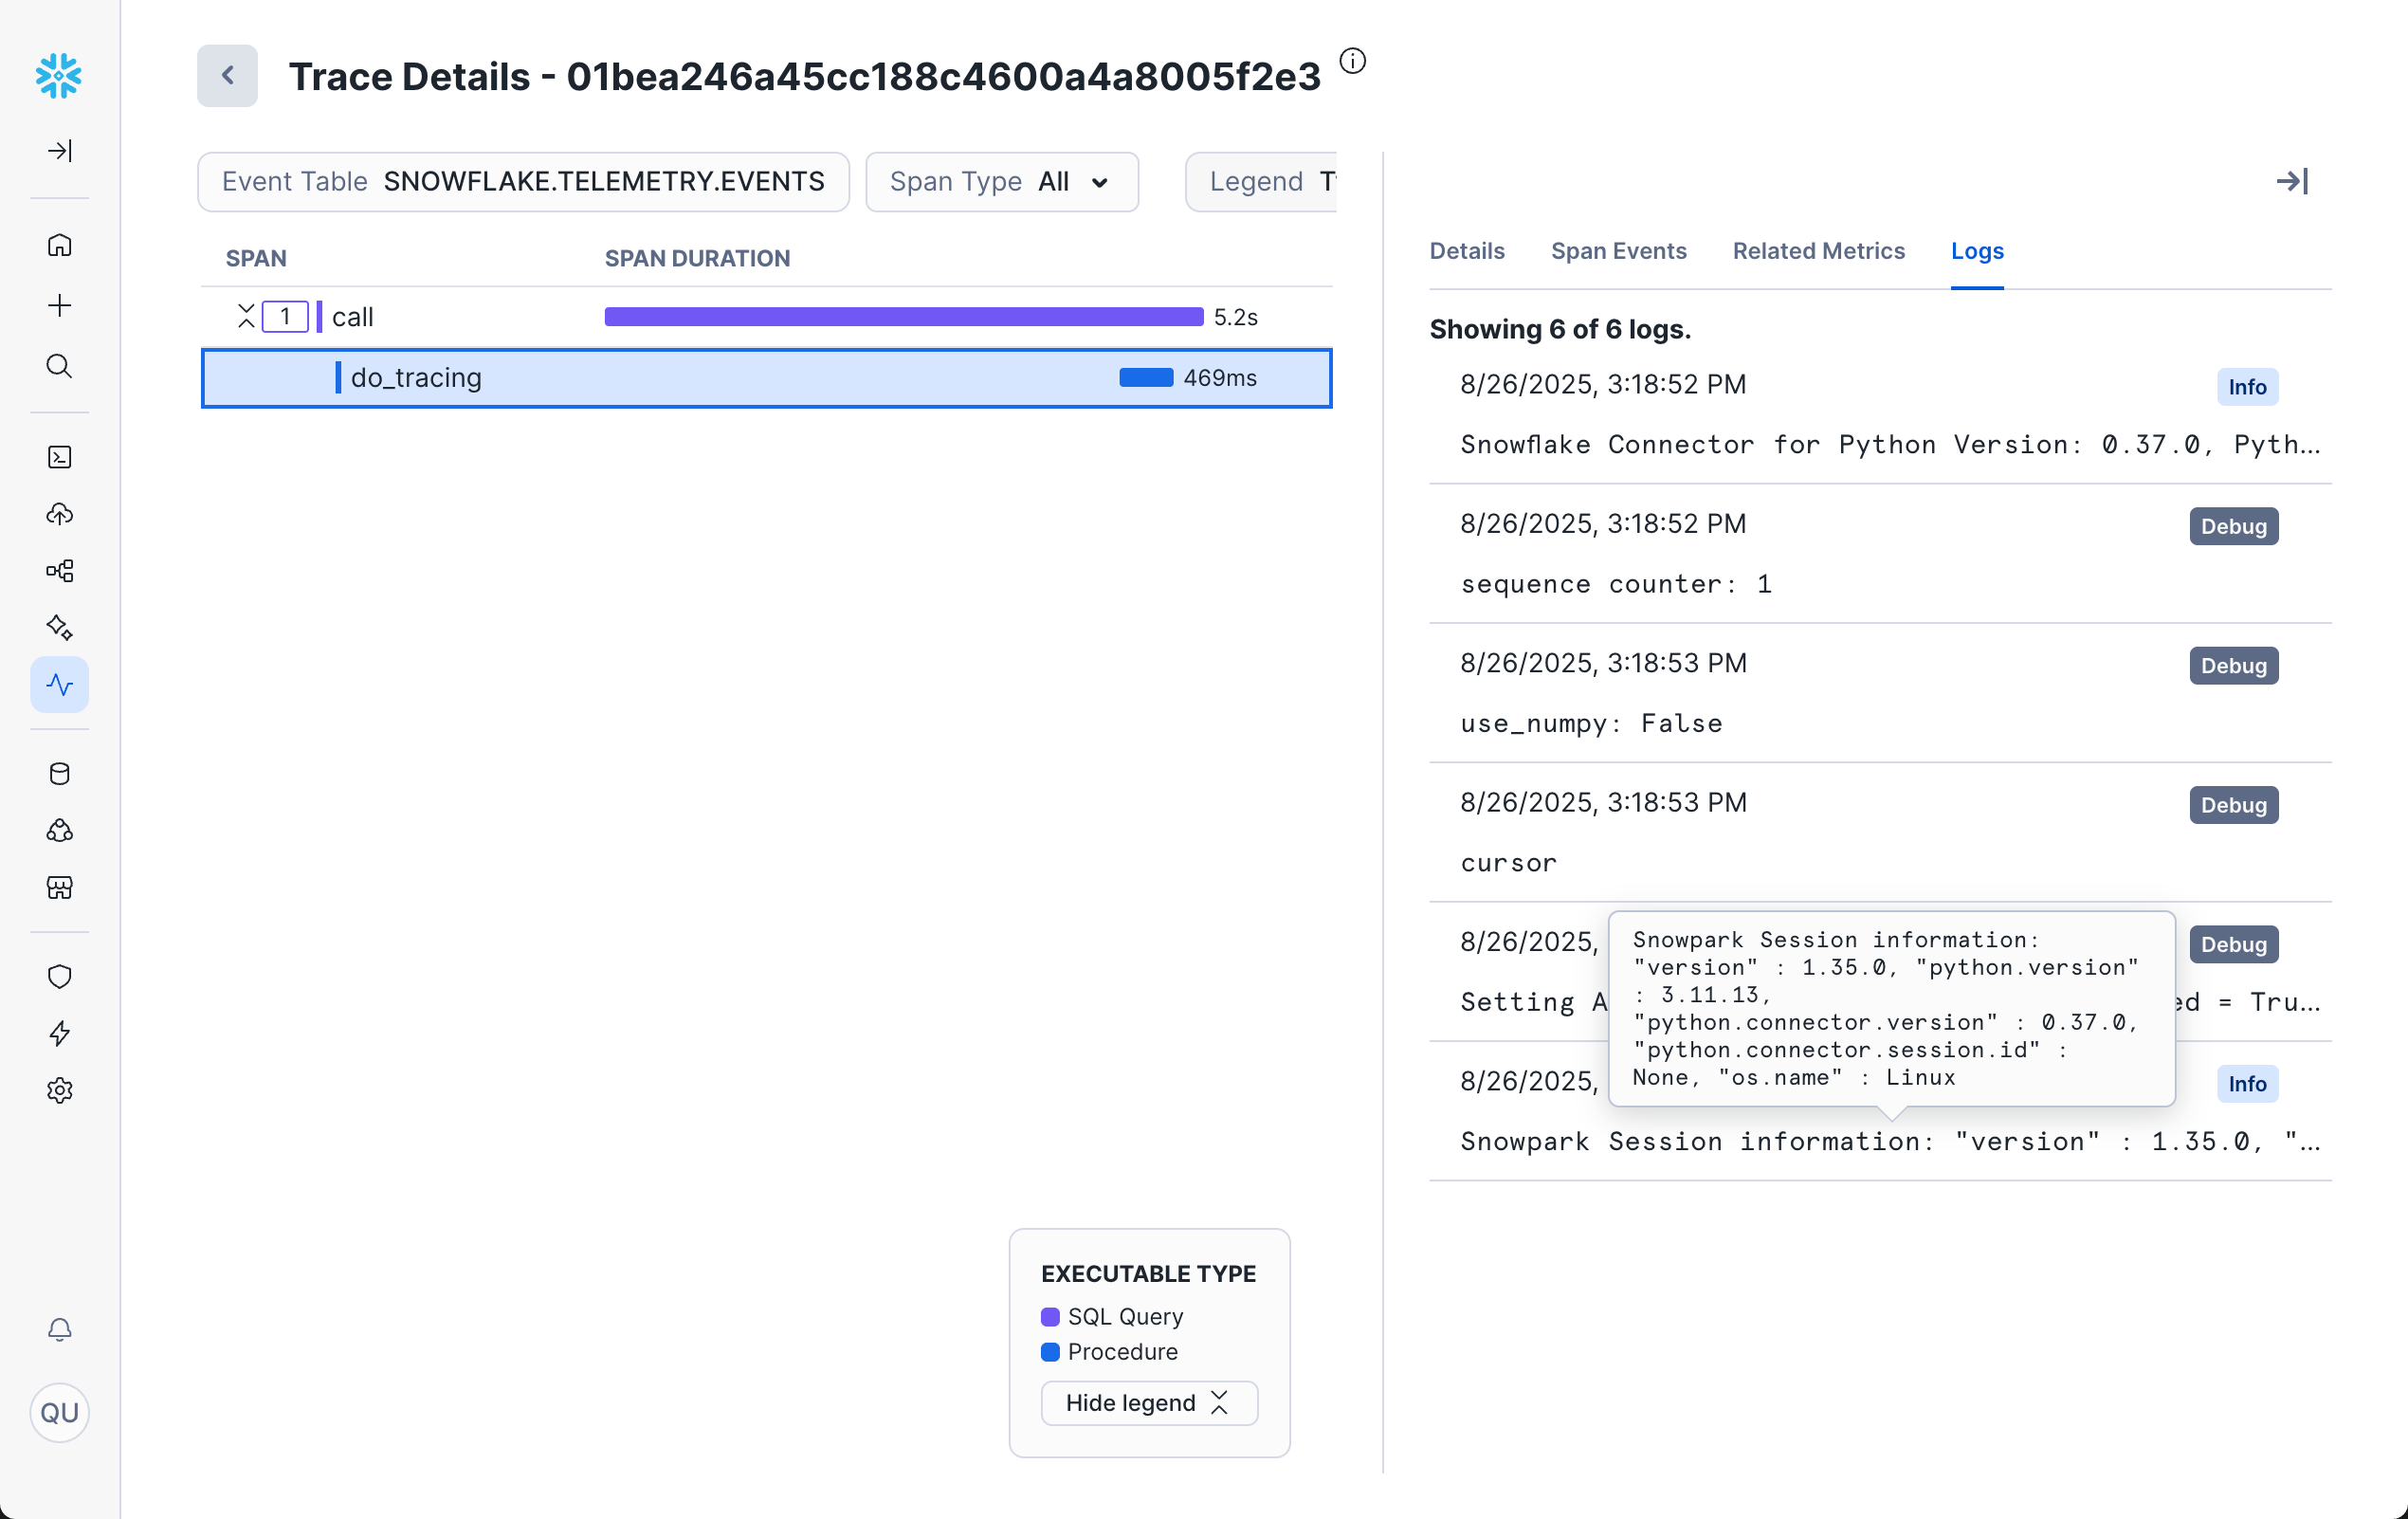 Trace Details - 01bea246a45cc188c4600a4a8005f2e3
Event Table SNOWFLAKE.TELEMETRY.EVENTS
Span Type All
Legend
SPAN
SPAN DURATION
1 call 5.2s
do_tracing 469ms
EXECUTABLE TYPE
SQL Query
Procedure
Hide legend
QU
Details Span Events Related Metrics Logs
Showing 6 of 6 logs.
8/26/2025, 3:18:52 PM Info
Snowflake Connector for Python Version: 0.37.0, Pyth...
8/26/2025, 3:18:52 PM Debug
sequence counter: 1
8/26/2025, 3:18:53 PM Debug
use_numpy: False
8/26/2025, 3:18:53 PM Debug
cursor
8/26/2025, Debug
Setting A
ed = Tru...
Snowpark Session information:
"version" : 1.35.0, "python.version"
: 3.11.13,
"python.connector.version" : 0.37.0,
"python.connector.session.id" :
None, "os.name" : Linux
8/26/2025, Info
Snowpark Session information: "version" : 1.35.0, "...